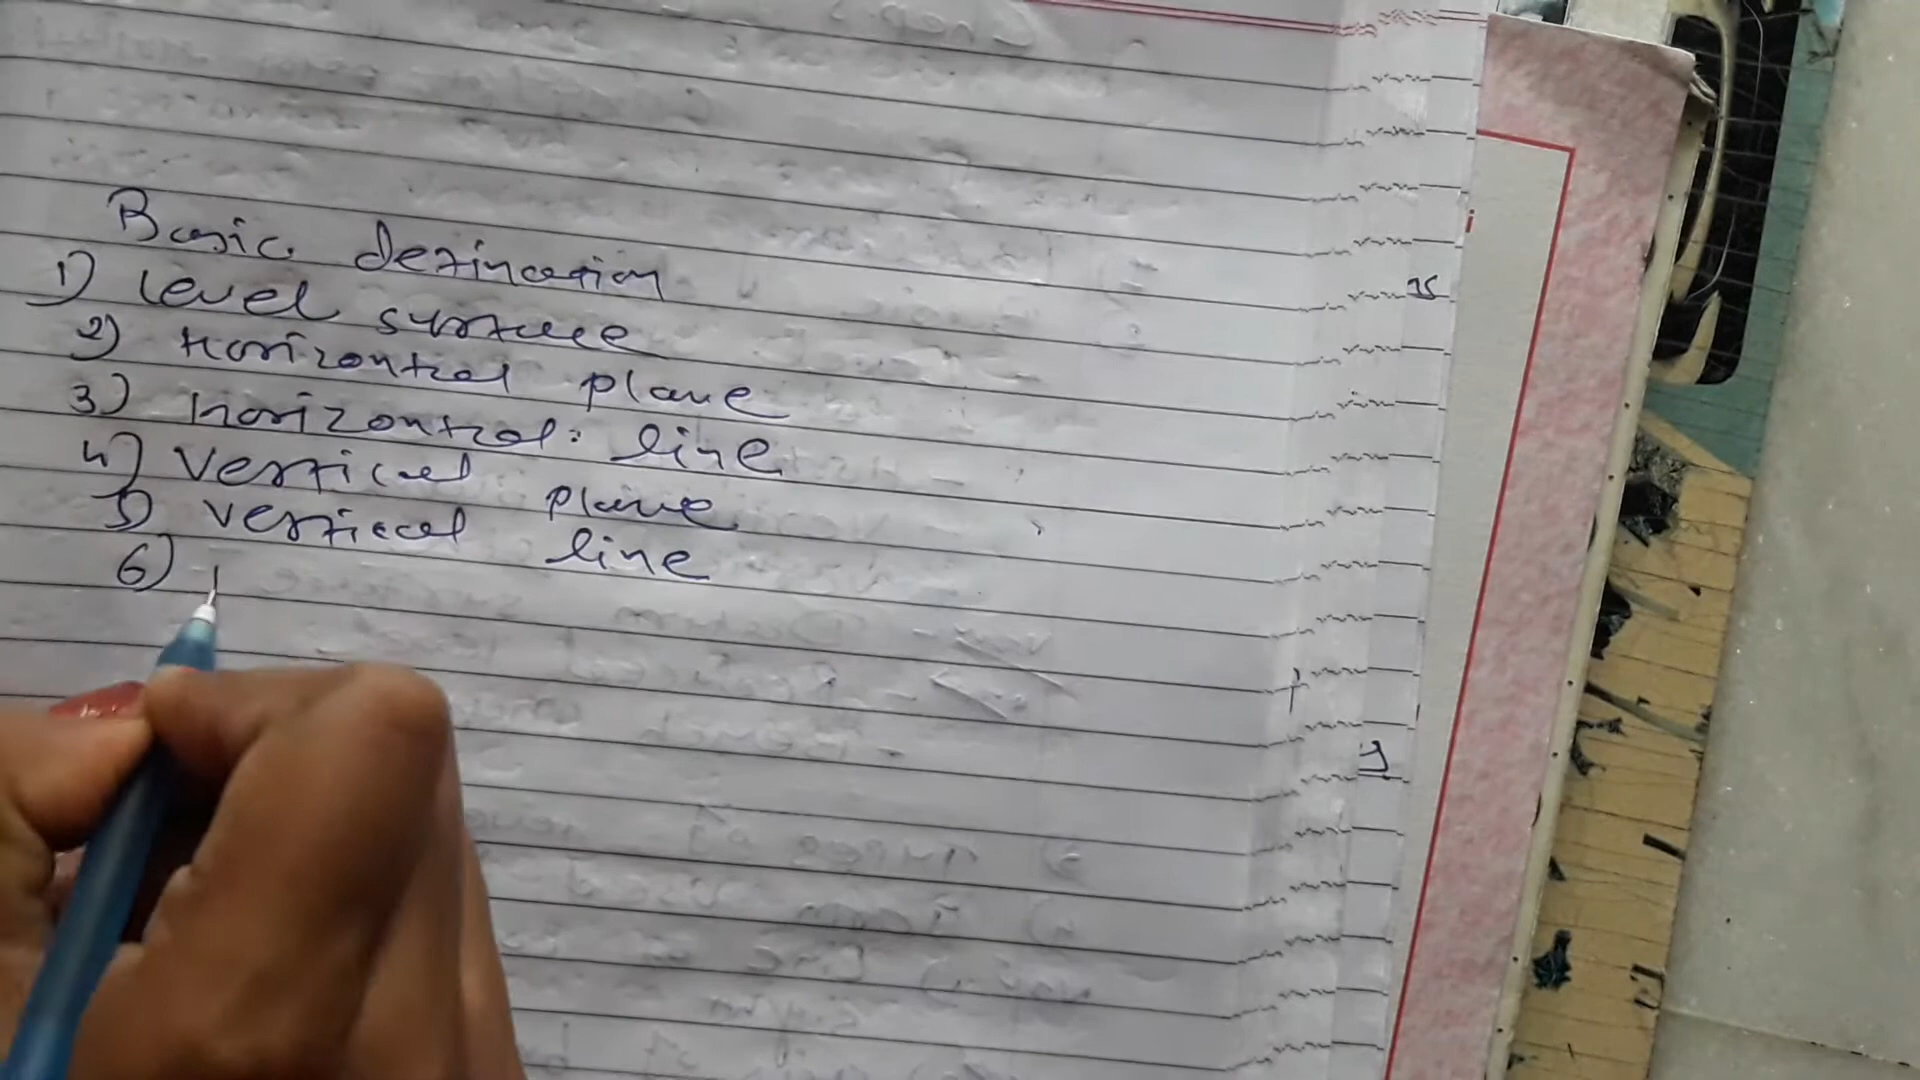 Basic defination
1) Level surface
2) Horizontal plane
3) Horizontal line
4) Vertical plane
5) Vertical line
6)